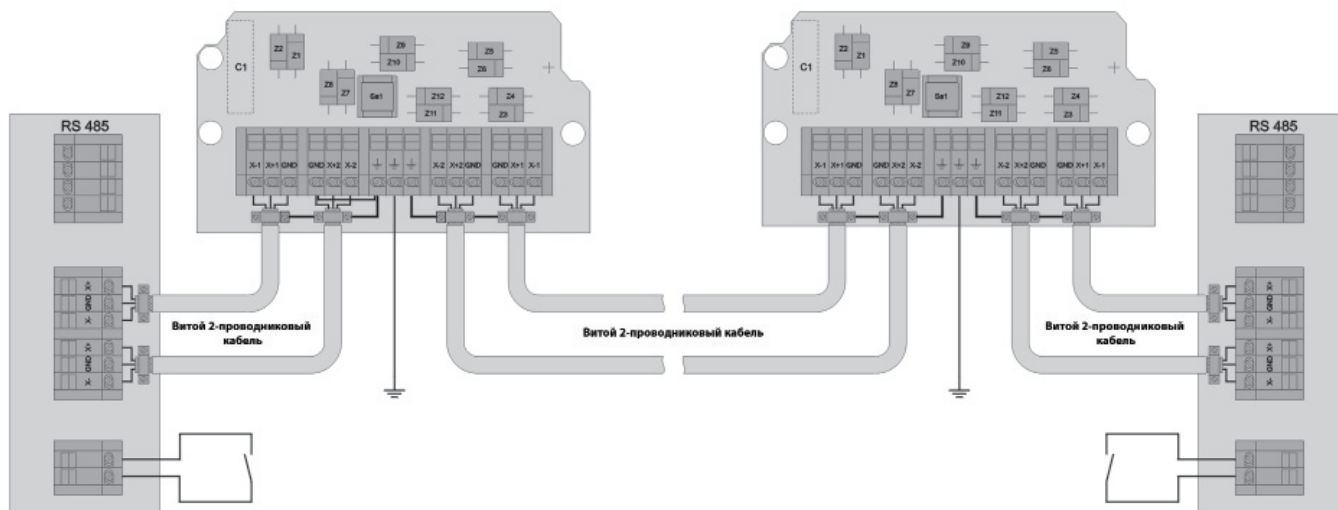 Z2 Z1
C1
Z9
Z10
Z5
Z6
Z8 Z7
Ga1
Z12
Z11
Z4
Z3
X-1 X+1 GND
GND X+2 X-2
X-2 X+2 GND
GND X+1 X-1
Z2 Z1
C1
Z9
Z10
Z5
Z6
Z8 Z7
Ga1
Z12
Z11
Z4
Z3
X-1 X+1 GND
GND X+2 X-2
X-2 X+2 GND
GND X+1 X-1
RS 485
X+
GND
X-
X+
GND
X-
Витой 2-проводниковый
кабель
Витой 2-проводниковый кабель
Витой 2-проводниковый
кабель
RS 485
X+
GND
X-
X+
GND
X-